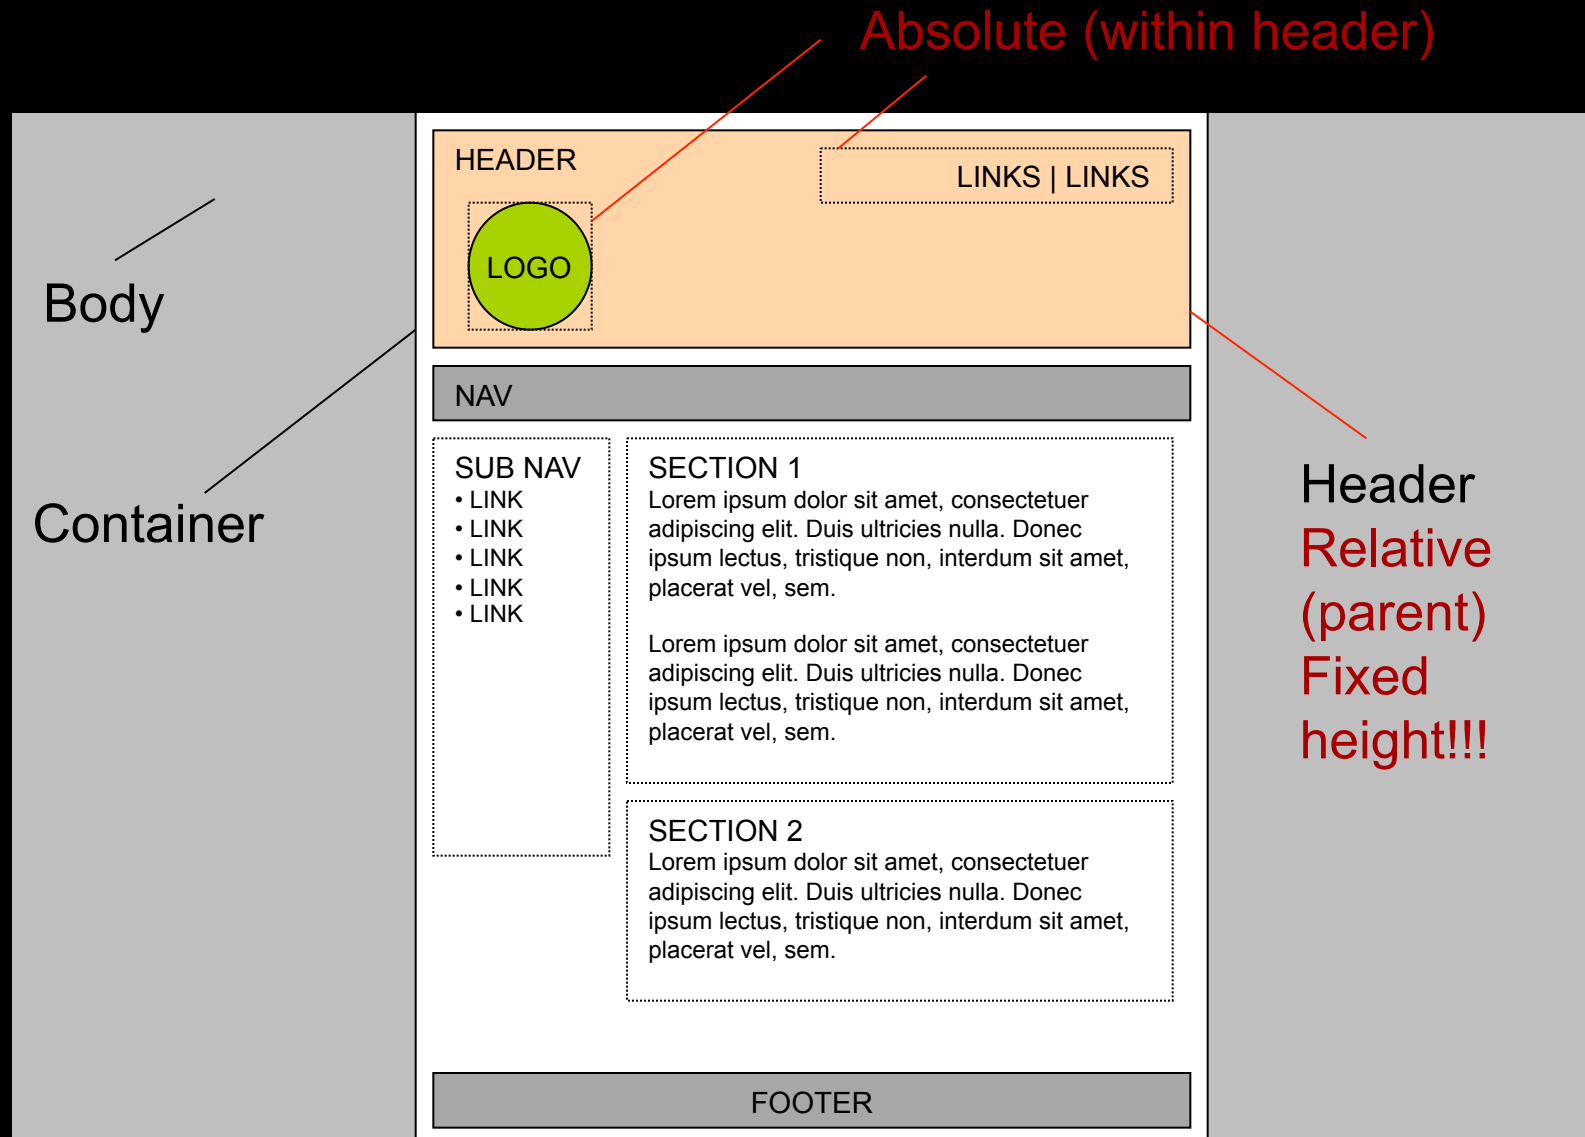 Absolute (within header)
HEADER
LINKS | LINKS
LOGO
Body
NAV
Container
SUB NAV
• LINK
• LINK
• LINK
• LINK
• LINK
SECTION 1
Lorem ipsum dolor sit amet, consectetuer
adipiscing elit. Duis ultricies nulla. Donec
ipsum lectus, tristique non, interdum sit amet,
placerat vel, sem.
Lorem ipsum dolor sit amet, consectetuer
adipiscing elit. Duis ultricies nulla. Donec
ipsum lectus, tristique non, interdum sit amet,
placerat vel, sem.
Header
Relative
(parent)
Fixed
height!!!
SECTION 2
Lorem ipsum dolor sit amet, consectetuer
adipiscing elit. Duis ultricies nulla. Donec
ipsum lectus, tristique non, interdum sit amet,
placerat vel, sem.
FOOTER